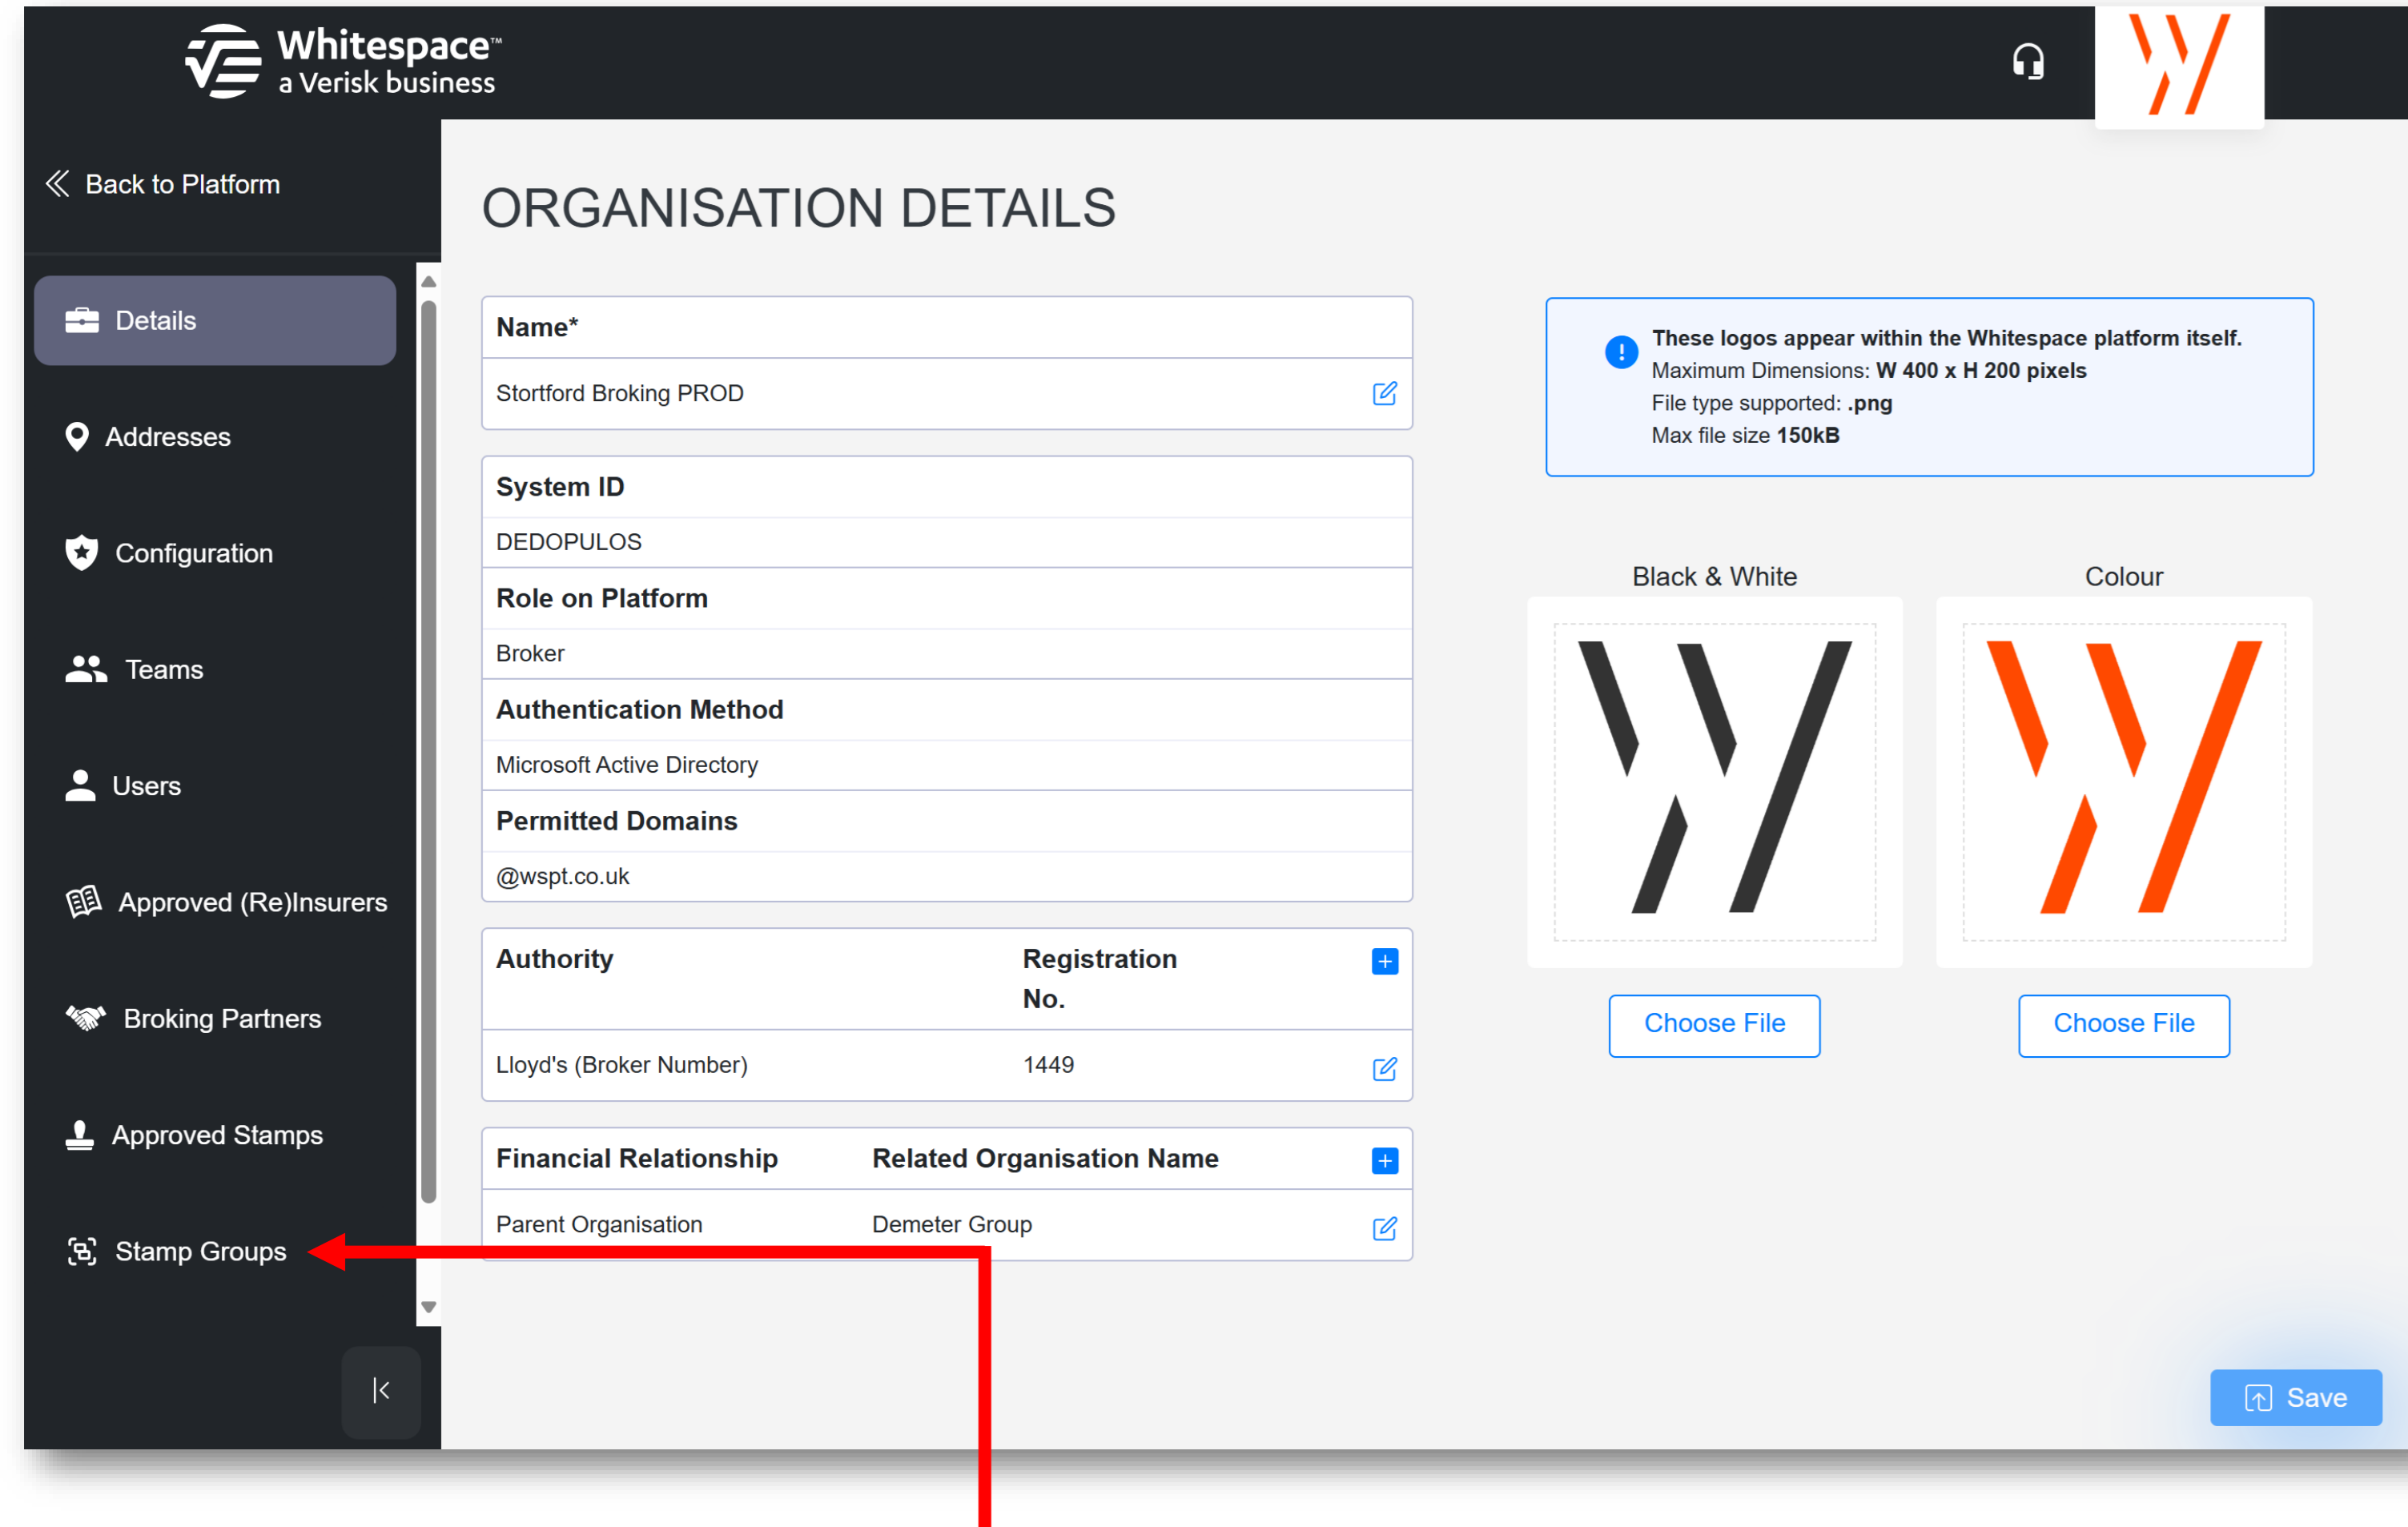 Whitespace™
a Verisk business
Back to Platform
Details
Addresses
Configuration
Teams
Users
Approved (Re)Insurers
Broking Partners
Approved Stamps
Stamp Groups
ORGANISATION DETAILS
Name*
Stortford Broking PROD
System ID
DEDOPULOS
Role on Platform
Broker
Authentication Method
Microsoft Active Directory
Permitted Domains
@wspt.co.uk
Authority Registration
No.
Lloyd's (Broker Number) 1449
Financial Relationship Related Organisation Name
Parent Organisation Demeter Group
These logos appear within the Whitespace platform itself.
Maximum Dimensions: W 400 x H 200 pixels
File type supported: .png
Max file size 150kB
Black & White Colour
Choose File Choose File
Save